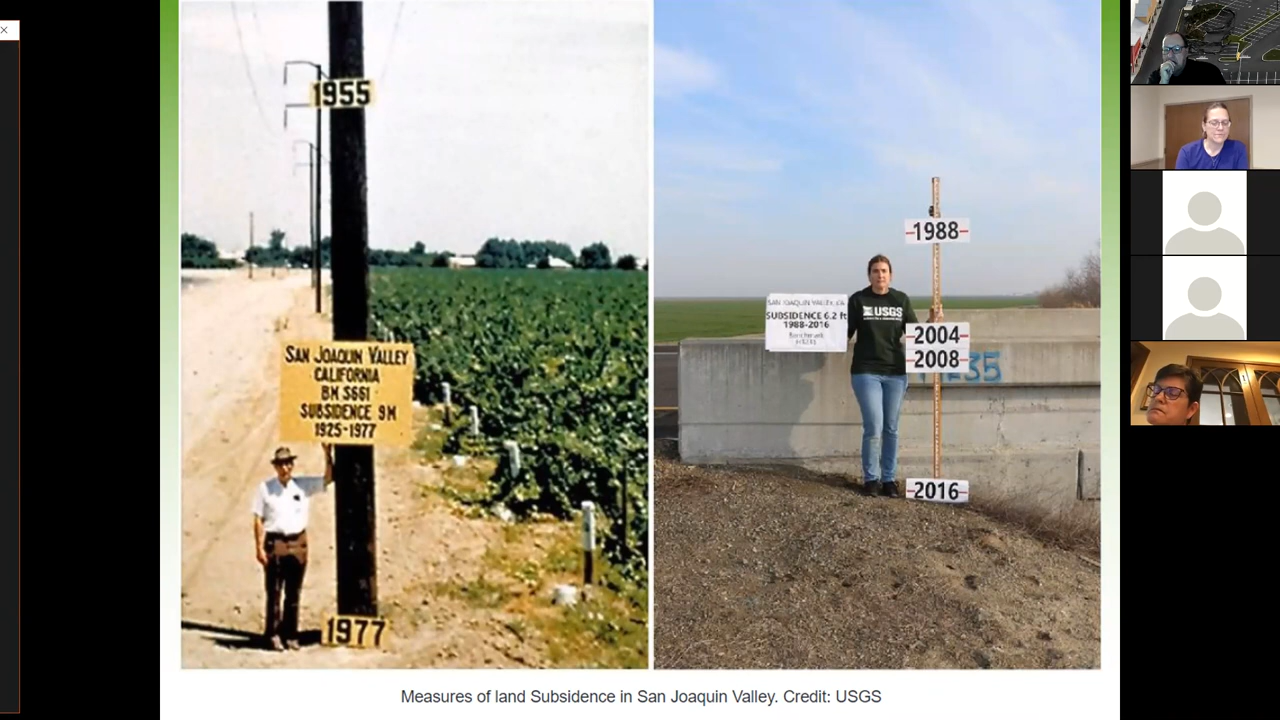 1955
SAN JOAQUIN VALLEY
CALIFORNIA
BM S661
SUBSIDENCE 9M
1925-1977
1977
1988
SAN JOAQUIN VALLEY, CA
SUBSIDENCE 6.2 ft
1988-2016
USGS
2004
2008
35
2016
Measures of land Subsidence in San Joaquin Valley. Credit: USGS